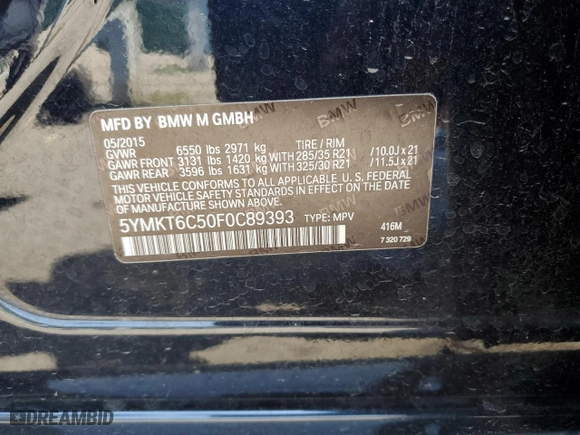 MFD BY BMW M GMBH
05/2015
GVWR 6550 lbs 2971 kg TIRE / RIM
GAWR FRONT 3131 lbs 1420 kg WITH 285/35 R21 /10.0J x 21
GAWR REAR 3596 lbs 1631 kg WITH 325/30 R21 /11.5J x 21
THIS VEHICLE CONFORMS TO ALL APPLICABLE U.S. FEDERAL
MOTOR VEHICLE SAFETY STANDARDS IN EFFECT ON THE DATE OF
MANUFACTURE SHOWN ABOVE.
5YMKT6C50F0C89393 TYPE: MPV 416M
7 320 729
DREAMBID